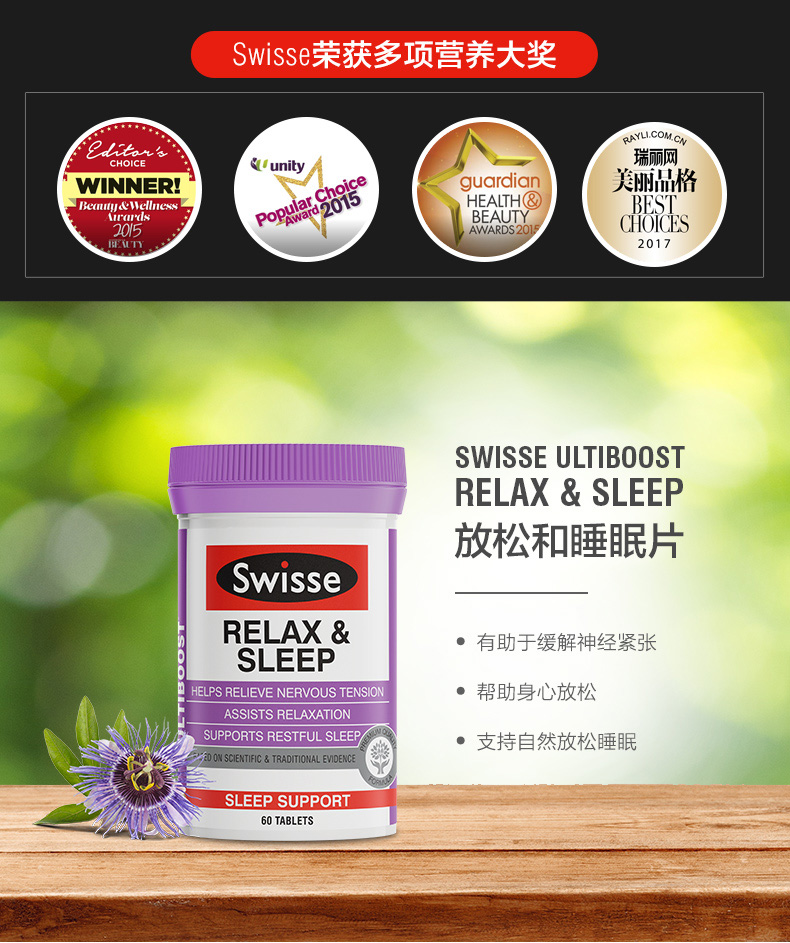 Swisse荣获多项营养大奖
Editor's
CHOICE
WINNER!
Beauty & Wellness
Awards
2015
BEAUTY
unity
Popular Choice
Award 2015
guardian
HEALTH &
BEAUTY
AWARDS 2015
RAYLI.COM.CN
瑞丽网
美丽品格
BEST
CHOICES
2017
SWISSE ULTIBOOST
RELAX & SLEEP
放松和睡眠片
有助于缓解神经紧张
帮助身心放松
支持自然放松睡眠
Swisse
RELAX &
SLEEP
HELPS RELIEVE NERVOUS TENSION
ASSISTS RELAXATION
SUPPORTS RESTFUL SLEEP
ON SCIENTIFIC & TRADITIONAL EVIDENCE
SLEEP SUPPORT
60 TABLETS